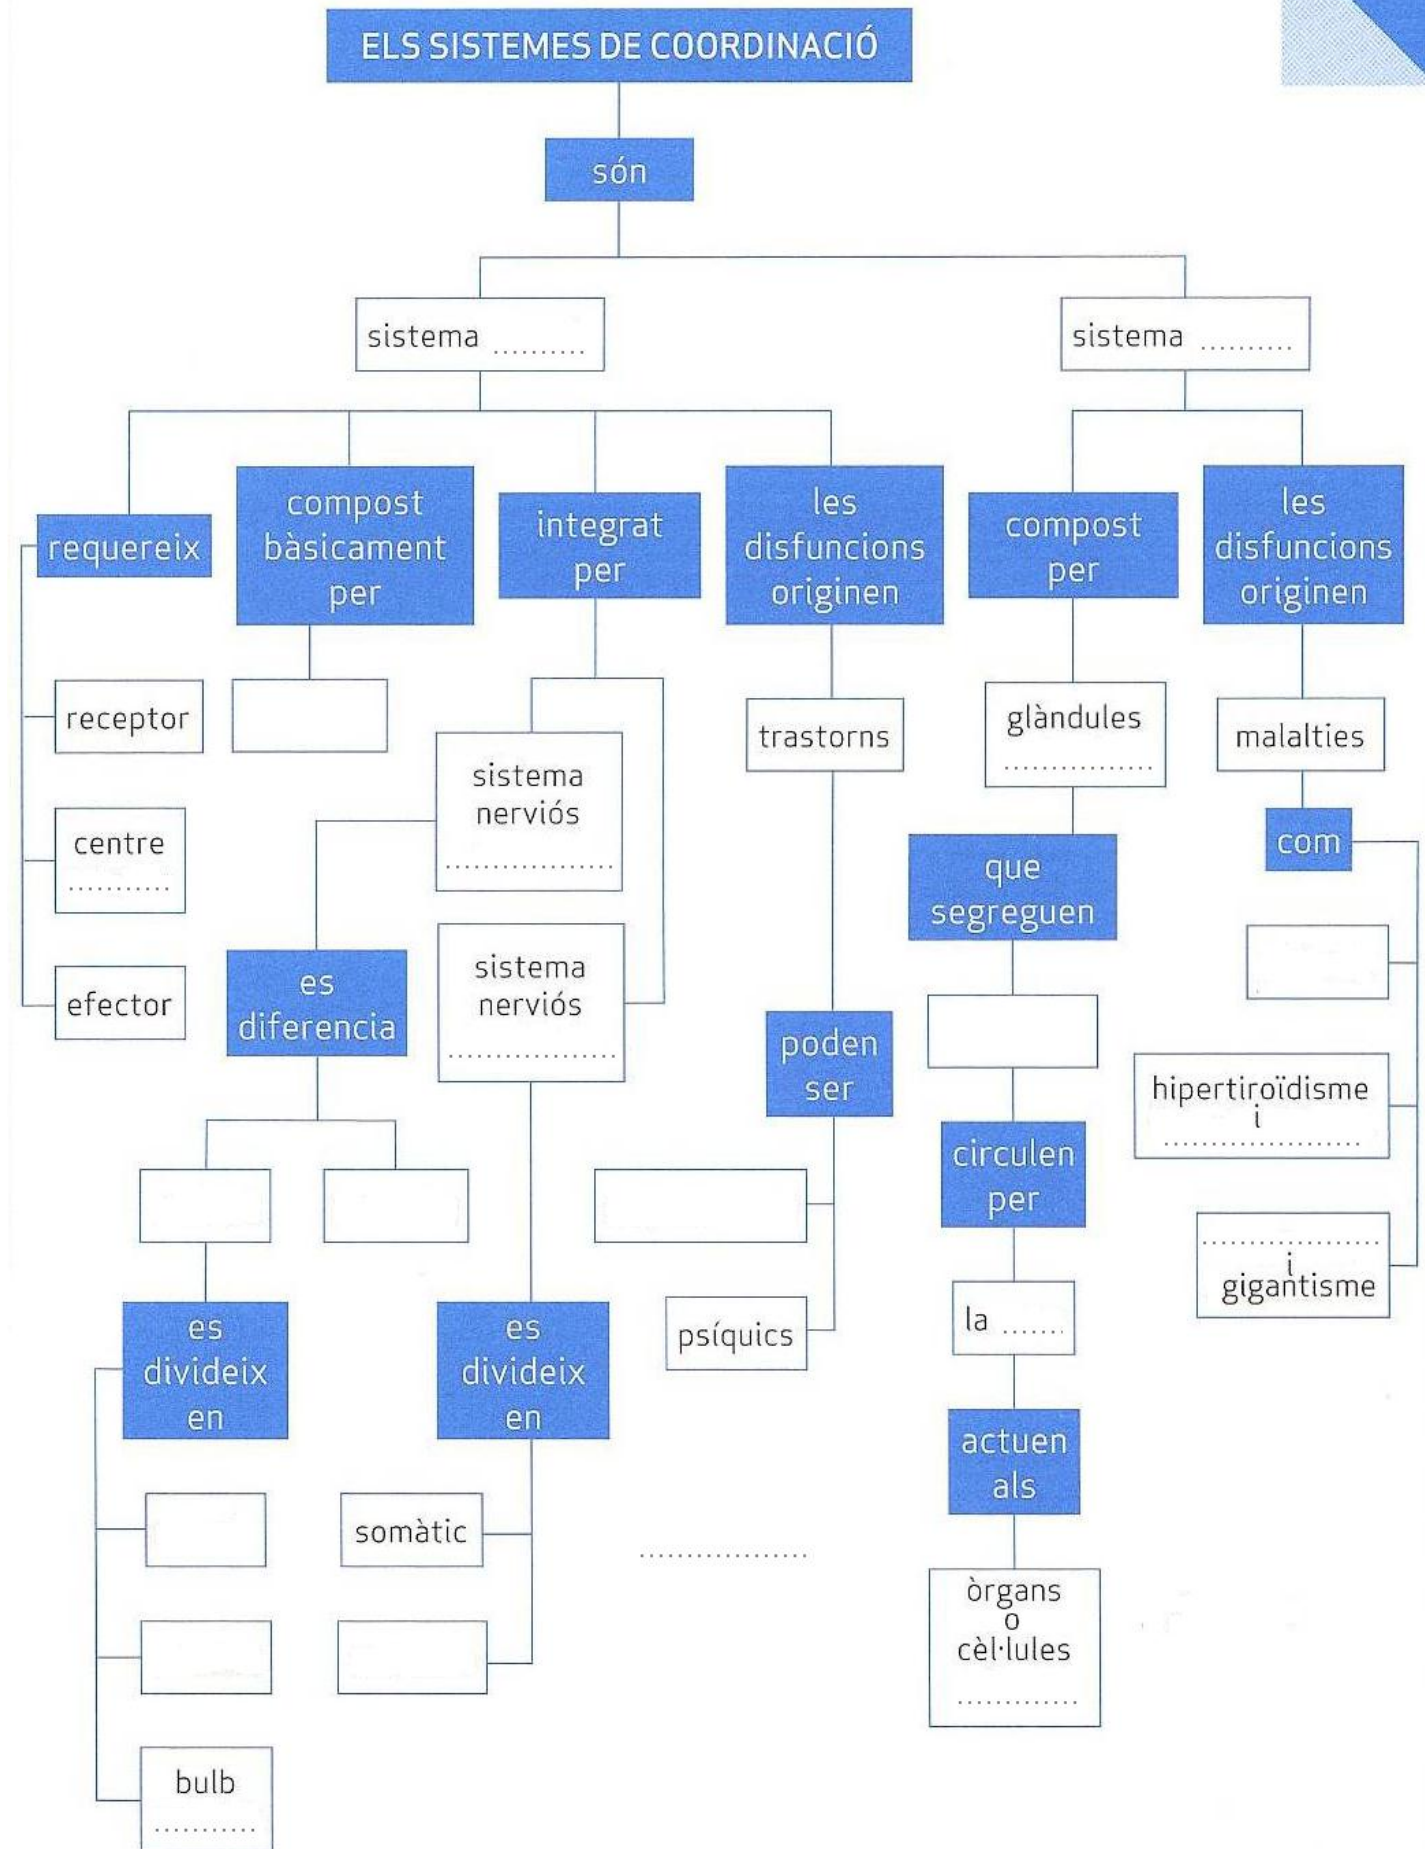 ELS SISTEMES DE COORDINACIÓ
són
sistema ..........
sistema ..........
requereix
compost
bàsicament
per
integrat
per
les
disfuncions
originen
compost
per
les
disfuncions
originen
receptor
centre
...........
efector
sistema
nerviós
..................
sistema
nerviós
..................
es
diferencia
trastorns
poden
ser
psíquics
glàndules
................
que
segreguen
circulen
per
la .......
actuen
als
òrgans
o
cèl·lules
.............
malalties
com
hipertiroïdisme
i
.....................
...................
i
gigantisme
es
divideix
en
es
divideix
en
somàtic
..................
bulb
...........